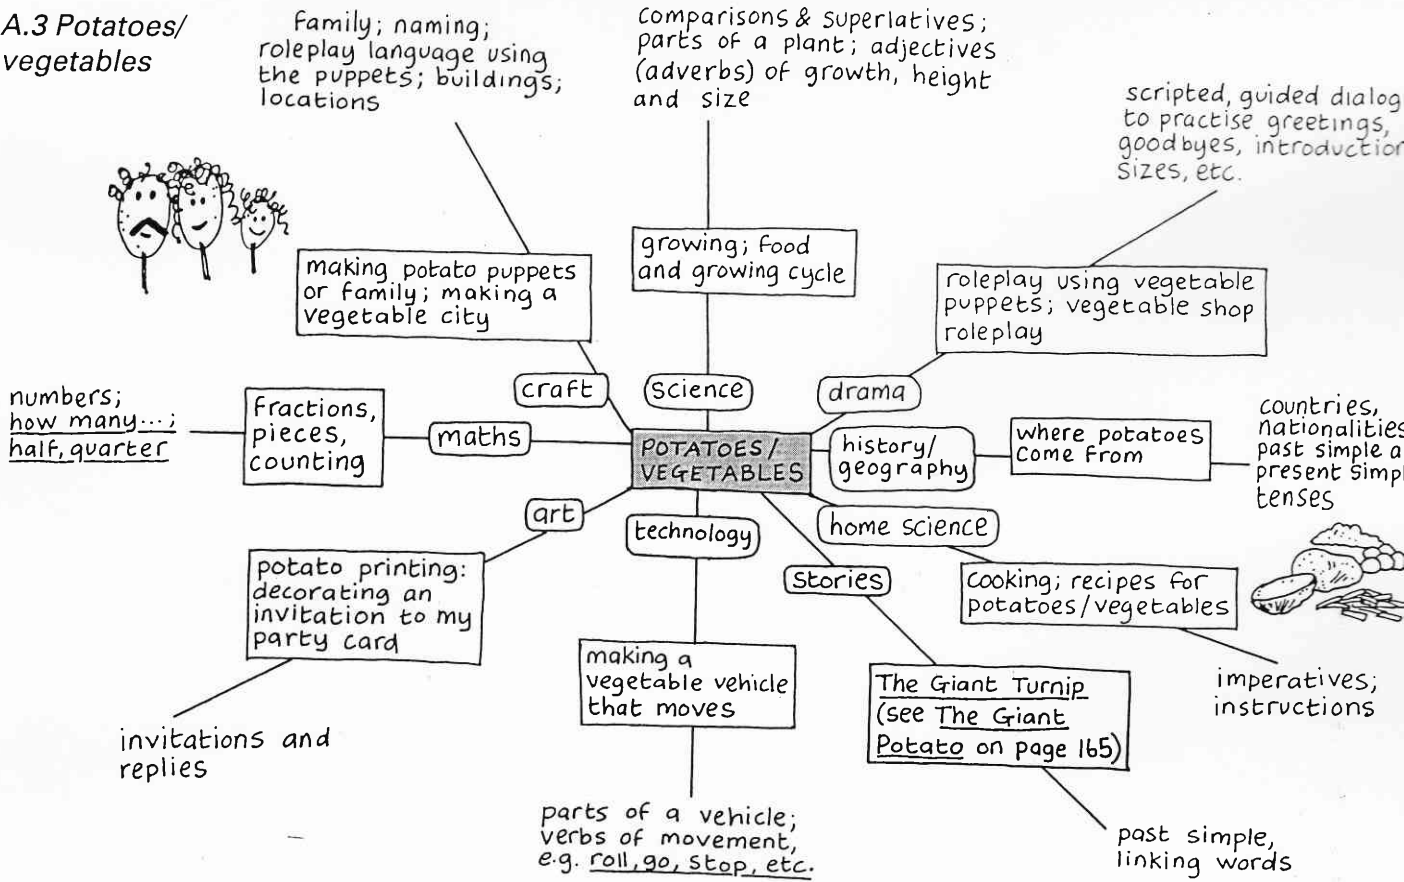 A.3 Potatoes/
vegetables
family; naming;
roleplay language using
the puppets; buildings;
locations
comparisons & superlatives;
parts of a plant; adjectives
(adverbs) of growth, height
and size
scripted, guided dialog
to practise greetings,
goodbyes, introduction
sizes, etc.
making potato puppets
or family; making a
vegetable city
growing; food
and growing cycle
roleplay using vegetable
puppets; vegetable shop
roleplay
craft
science
drama
numbers;
how many...;
half, quarter
fractions,
pieces,
counting
maths
POTATOES/
VEGETABLES
history/
geography
where potatoes
come from
countries,
nationalities
past simple a
present simpl
tenses
art
technology
home science
stories
potato printing:
decorating an
invitation to my
party card
cooking; recipes for
potatoes/vegetables
invitations and
replies
making a
vegetable vehicle
that moves
The Giant Turnip
(see The Giant
Potato on page 165)
imperatives;
instructions
parts of a vehicle;
verbs of movement,
e.g. roll, go, stop, etc.
past simple,
linking words